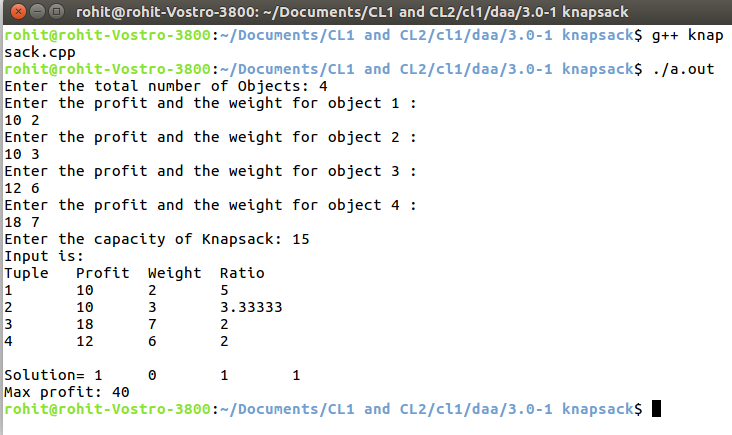 rohit@rohit-Vostro-3800: ~/Documents/CL1 and CL2/cl1/daa/3.0-1 knapsack
rohit@rohit-Vostro-3800:~/Documents/CL1 and CL2/cl1/daa/3.0-1 knapsack$ g++ knap
sack.cpp
rohit@rohit-Vostro-3800:~/Documents/CL1 and CL2/cl1/daa/3.0-1 knapsack$ ./a.out
Enter the total number of Objects: 4
Enter the profit and the weight for object 1 :
10 2
Enter the profit and the weight for object 2 :
10 3
Enter the profit and the weight for object 3 :
12 6
Enter the profit and the weight for object 4 :
18 7
Enter the capacity of Knapsack: 15
Input is:
Tuple   Profit  Weight  Ratio
1       10      2       5
2       10      3       3.33333
3       18      7       2
4       12      6       2
Solution= 1     0       1       1
Max profit: 40
rohit@rohit-Vostro-3800:~/Documents/CL1 and CL2/cl1/daa/3.0-1 knapsack$